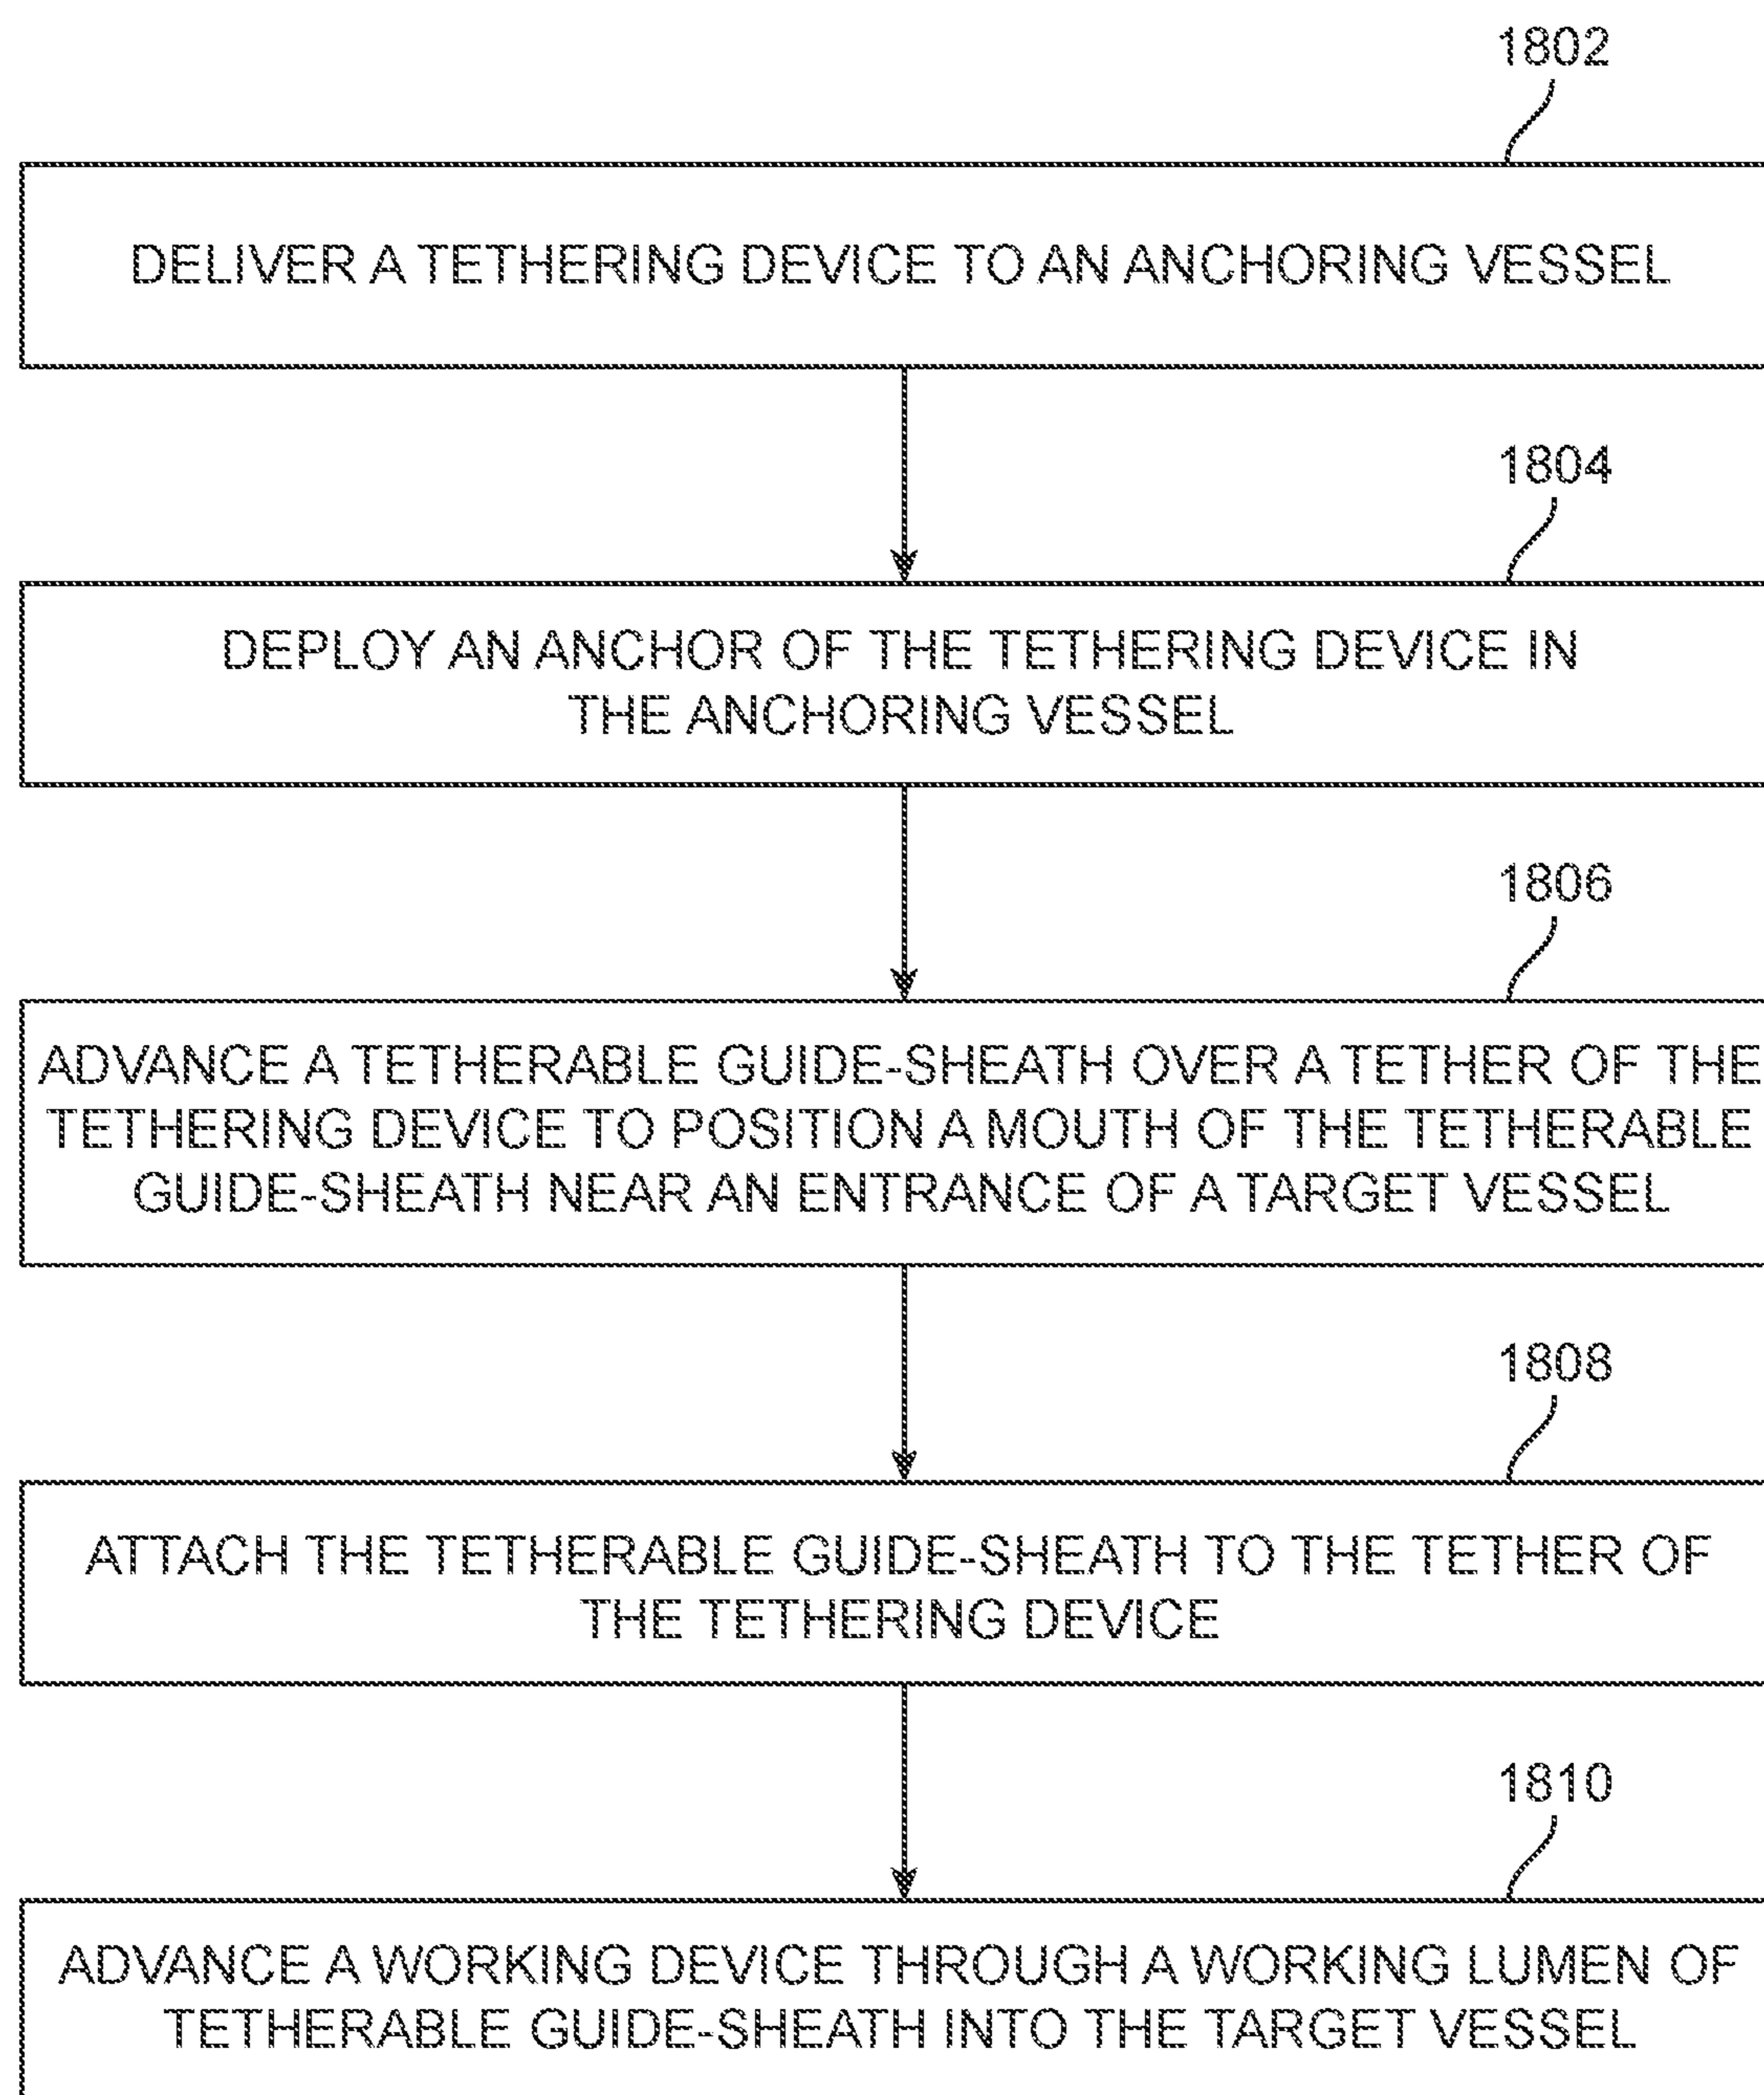 1802
DELIVER A TETHERING DEVICE TO AN ANCHORING VESSEL
1804
DEPLOY AN ANCHOR OF THE TETHERING DEVICE IN
THE ANCHORING VESSEL
1806
ADVANCE A TETHERABLE GUIDE-SHEATH OVER A TETHER OF THE
TETHERING DEVICE TO POSITION A MOUTH OF THE TETHERABLE
GUIDE-SHEATH NEAR AN ENTRANCE OF A TARGET VESSEL
1808
ATTACH THE TETHERABLE GUIDE-SHEATH TO THE TETHER OF
THE TETHERING DEVICE
1810
ADVANCE A WORKING DEVICE THROUGH A WORKING LUMEN OF
TETHERABLE GUIDE-SHEATH INTO THE TARGET VESSEL